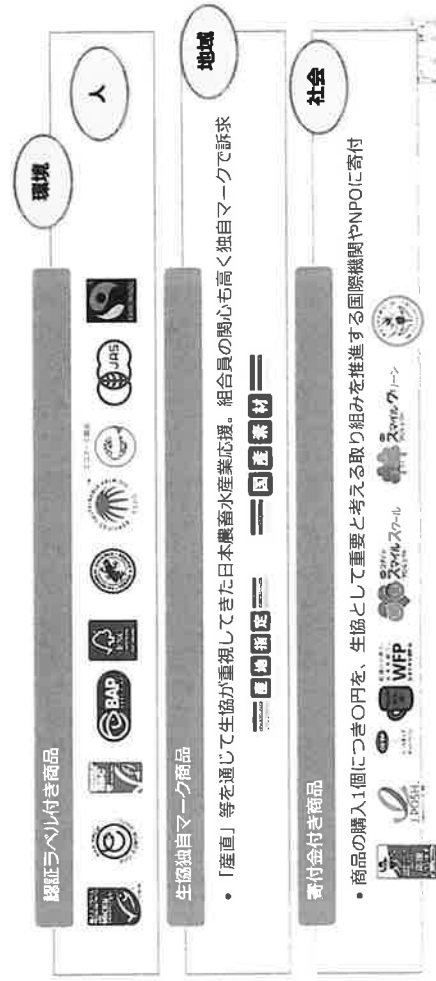 環境
人
認証ラベル付き商品
BAP
FSC
JAS
地域
生協独自マーク商品
• 「産直」等を通じて生協が重視してきた日本農畜水産業応援。組合員の関心も高く独自マークで訴求
産地指定
国産素材
社会
寄付金付き商品
• 商品の購入1個につき〇円を、生協として重要と考える取り組みを推進する国際機関やNPOに寄付
J.POSH
WFP
スマイルスクール
スマイルクリーン